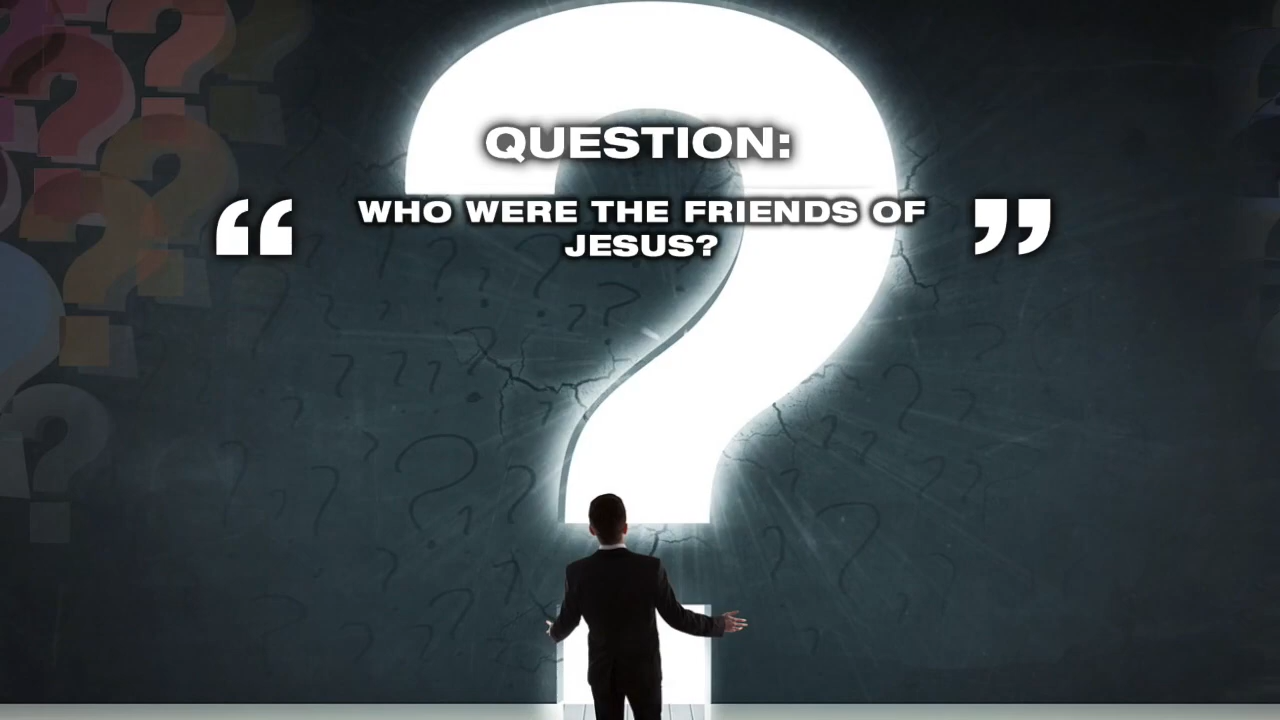 QUESTION:
“ WHO WERE THE FRIENDS OF ”
JESUS?